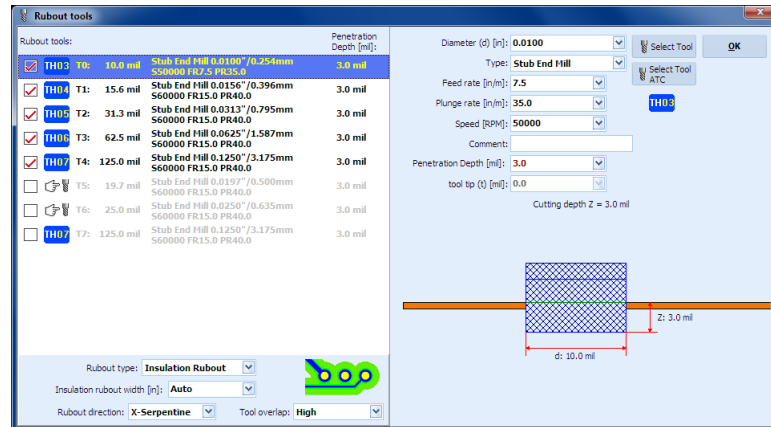 Rubout tools
Rubout tools: Penetration Depth [mil]:
TH03 T0: 10.0 mil Stub End Mill 0.0100"/0.254mm S50000 FR7.5 PR35.0 3.0 mil
TH04 T1: 15.6 mil Stub End Mill 0.0156"/0.396mm S60000 FR15.0 PR40.0 3.0 mil
TH05 T2: 31.3 mil Stub End Mill 0.0313"/0.795mm S60000 FR15.0 PR40.0 3.0 mil
TH06 T3: 62.5 mil Stub End Mill 0.0625"/1.587mm S60000 FR15.0 PR40.0 3.0 mil
TH07 T4: 125.0 mil Stub End Mill 0.1250"/3.175mm S60000 FR15.0 PR40.0 3.0 mil
T5: 19.7 mil Stub End Mill 0.0197"/0.500mm S60000 FR15.0 PR40.0 3.0 mil
T6: 25.0 mil Stub End Mill 0.0250"/0.635mm S60000 FR15.0 PR40.0 3.0 mil
TH07 T7: 125.0 mil Stub End Mill 0.1250"/3.175mm S60000 FR15.0 PR40.0 3.0 mil
Rubout type: Insulation Rubout
Insulation rubout width [in]: Auto
Rubout direction: X-Serpentine Tool overlap: High
Diameter (d) [in]: 0.0100
Type: Stub End Mill
Feed rate [in/m]: 7.5
Plunge rate [in/m]: 35.0
Speed [RPM]: 50000
Comment:
Penetration Depth [mil]: 3.0
tool tip (t) [mil]: 0.0
Cutting depth Z = 3.0 mil
Select Tool
OK
Select Tool
ATC
TH03
Z: 3.0 mil
d: 10.0 mil